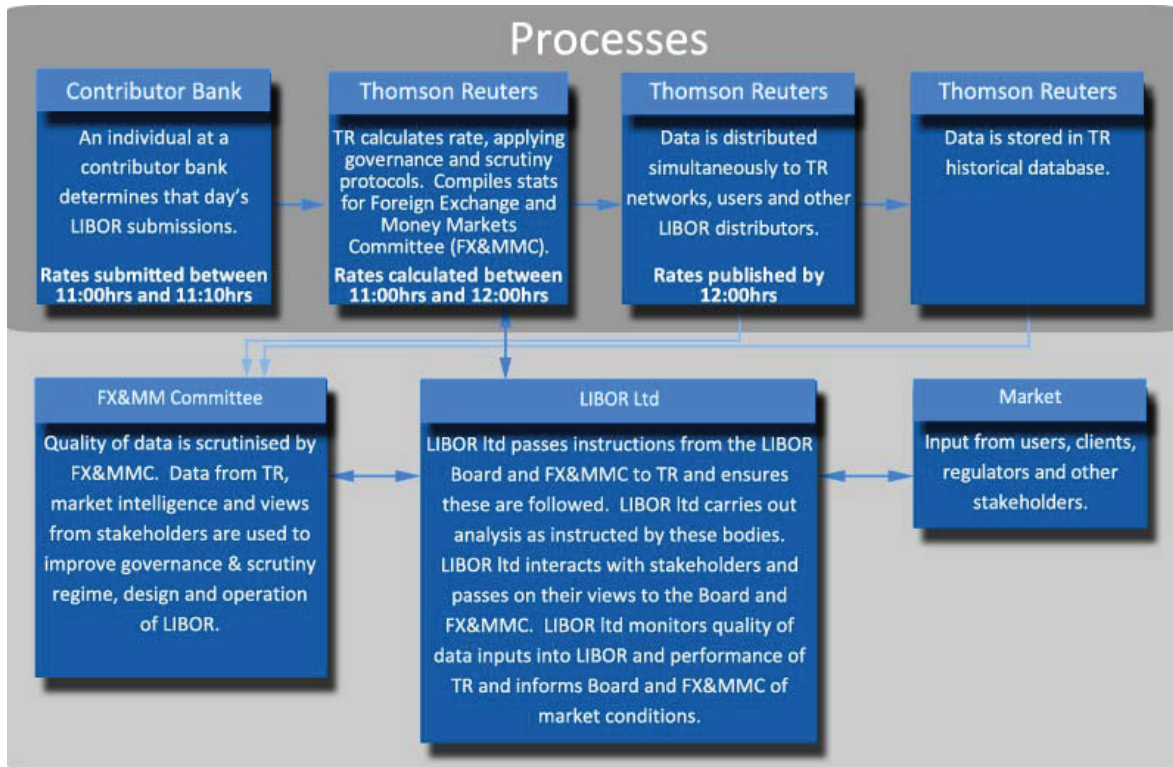 Processes
Contributor Bank
An individual at a
contributor bank
determines that day's
LIBOR submissions.
Rates submitted between
11:00hrs and 11:10hrs
Thomson Reuters
TR calculates rate, applying
governance and scrutiny
protocols. Compiles stats
for Foreign Exchange and
Money Markets
Committee (FX&MMC).
Rates calculated between
11:00hrs and 12:00hrs
Thomson Reuters
Data is distributed
simultaneously to TR
networks, users and other
LIBOR distributors.
Rates published by
12:00hrs
Thomson Reuters
Data is stored in TR
historical database.
FX&MM Committee
Quality of data is scrutinised by
FX&MMC. Data from TR,
market intelligence and views
from stakeholders are used to
improve governance & scrutiny
regime, design and operation
of LIBOR.
LIBOR Ltd
LIBOR ltd passes instructions from the LIBOR
Board and FX&MMC to TR and ensures
these are followed. LIBOR ltd carries out
analysis as instructed by these bodies.
LIBOR ltd interacts with stakeholders and
passes on their views to the Board and
FX&MMC. LIBOR ltd monitors quality of
data inputs into LIBOR and performance of
TR and informs Board and FX&MMC of
market conditions.
Market
Input from users, clients,
regulators and other
stakeholders.